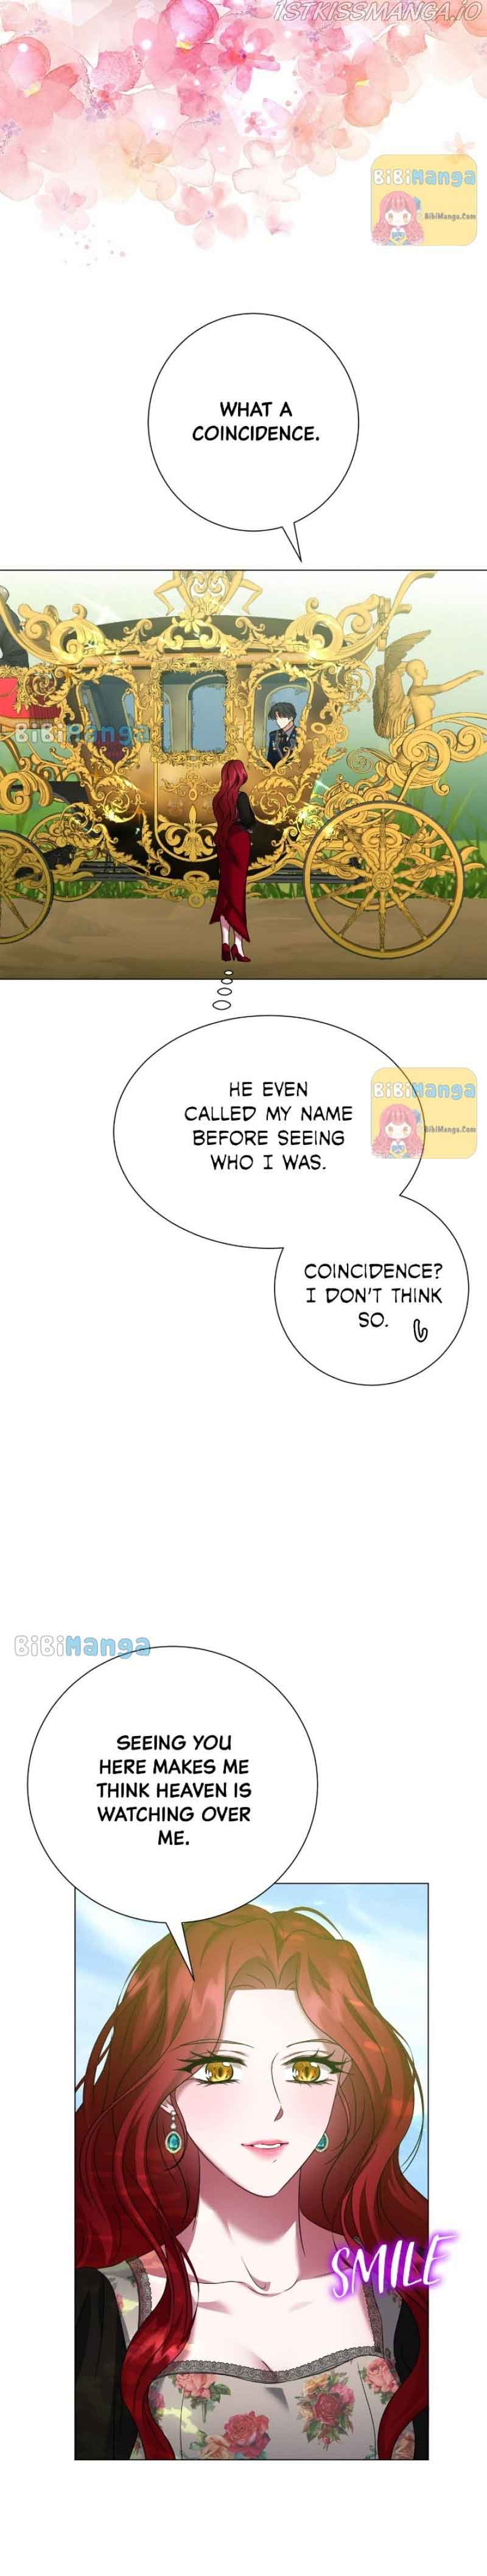 1STKISSMANGA.IO
BiBiManga
BibiManga.Com
WHAT A
COINCIDENCE.
BiBiManga
HE EVEN
CALLED MY NAME
BEFORE SEEING
WHO I WAS.
BiBiManga
BibiManga.Com
COINCIDENCE?
I DON'T THINK
SO.
BiBiManga
SEEING YOU
HERE MAKES ME
THINK HEAVEN IS
WATCHING OVER
ME.
SMILE